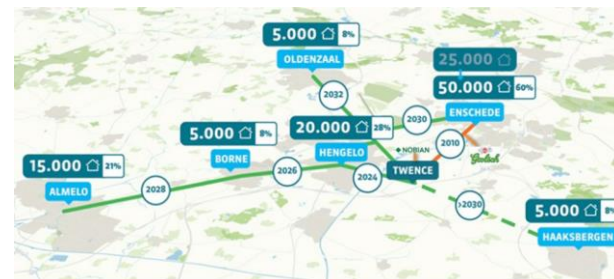 5.000 8%
OLDENZAAL
25.000
50.000 60%
ENSCHEDE
2032
2030
5.000 8%
BORNE
20.000 28%
HENGELO
2010
NOBIAN
Grolsch
TWENCE
15.000 21%
ALMELO
2028
2026
2024
>2030
5.000 8%
HAAKSBERGEN